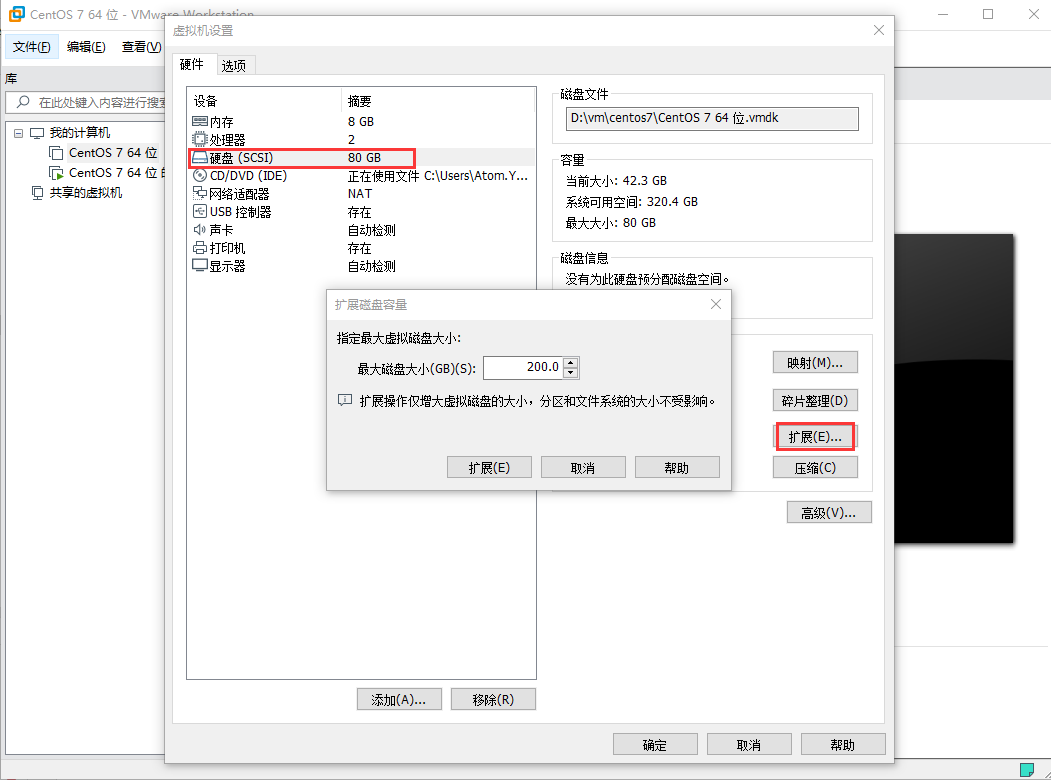 CentOS 7 64 位 - VMware Workstation
文件(F) 编辑(E) 查看(V)
库
在此处键入内容进行搜
我的计算机
CentOS 7 64 位
CentOS 7 64 位
共享的虚拟机
虚拟机设置
硬件 选项
设备 摘要
内存 8 GB
处理器 2
硬盘 (SCSI) 80 GB
CD/DVD (IDE) 正在使用文件 C:\Users\Atom.Y...
网络适配器 NAT
USB 控制器 存在
声卡 自动检测
打印机 存在
显示器 自动检测
添加(A)... 移除(R)
磁盘文件
D:\vm\centos7\CentOS 7 64 位.vmdk
容量
当前大小: 42.3 GB
系统可用空间: 320.4 GB
最大大小: 80 GB
磁盘信息
没有为此硬盘预分配磁盘空间。
映射(M)...
碎片整理(D)
扩展(E)...
压缩(C)
高级(V)...
扩展磁盘容量
指定最大虚拟磁盘大小:
最大磁盘大小(GB)(S): 200.0
扩展操作仅增大虚拟磁盘的大小，分区和文件系统的大小不受影响。
扩展(E) 取消 帮助
确定 取消 帮助